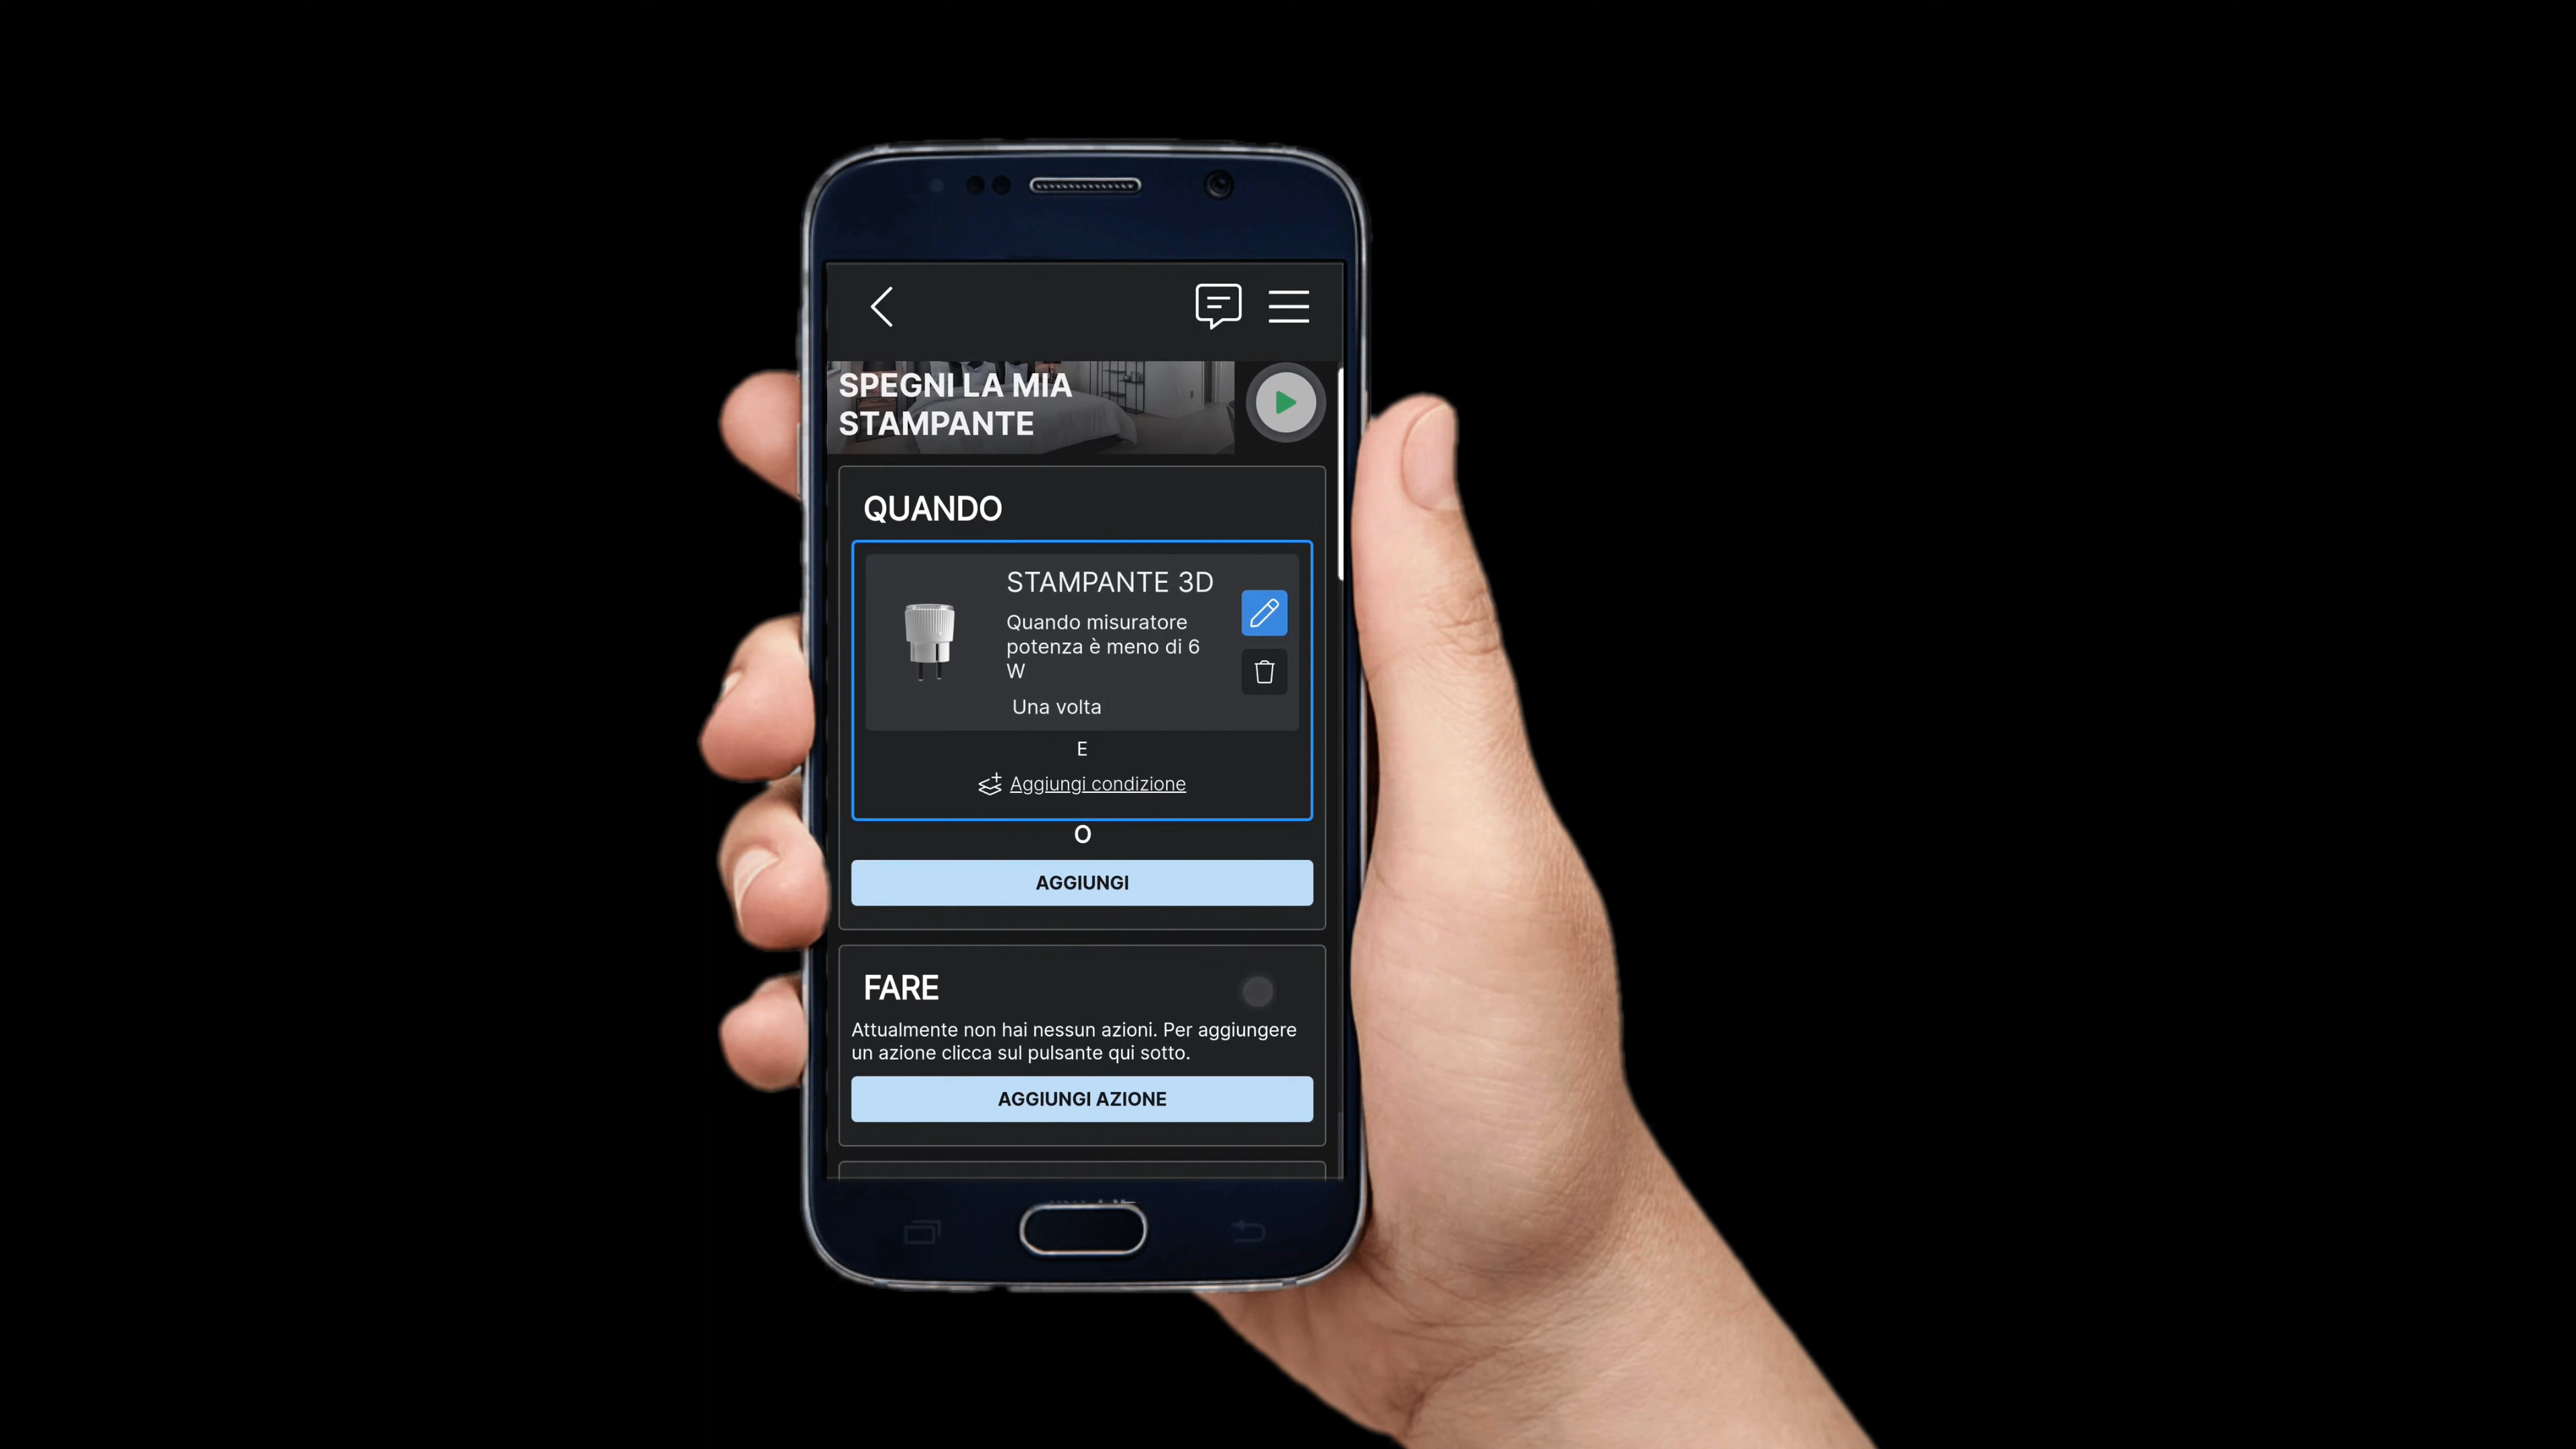 SPEGNI LA MIA
STAMPANTE
QUANDO
STAMPANTE 3D
Quando misuratore
potenza è meno di 6
W
Una volta
E
Aggiungi condizione
O
AGGIUNGI
FARE
Attualmente non hai nessun azioni. Per aggiungere
un azione clicca sul pulsante qui sotto.
AGGIUNGI AZIONE